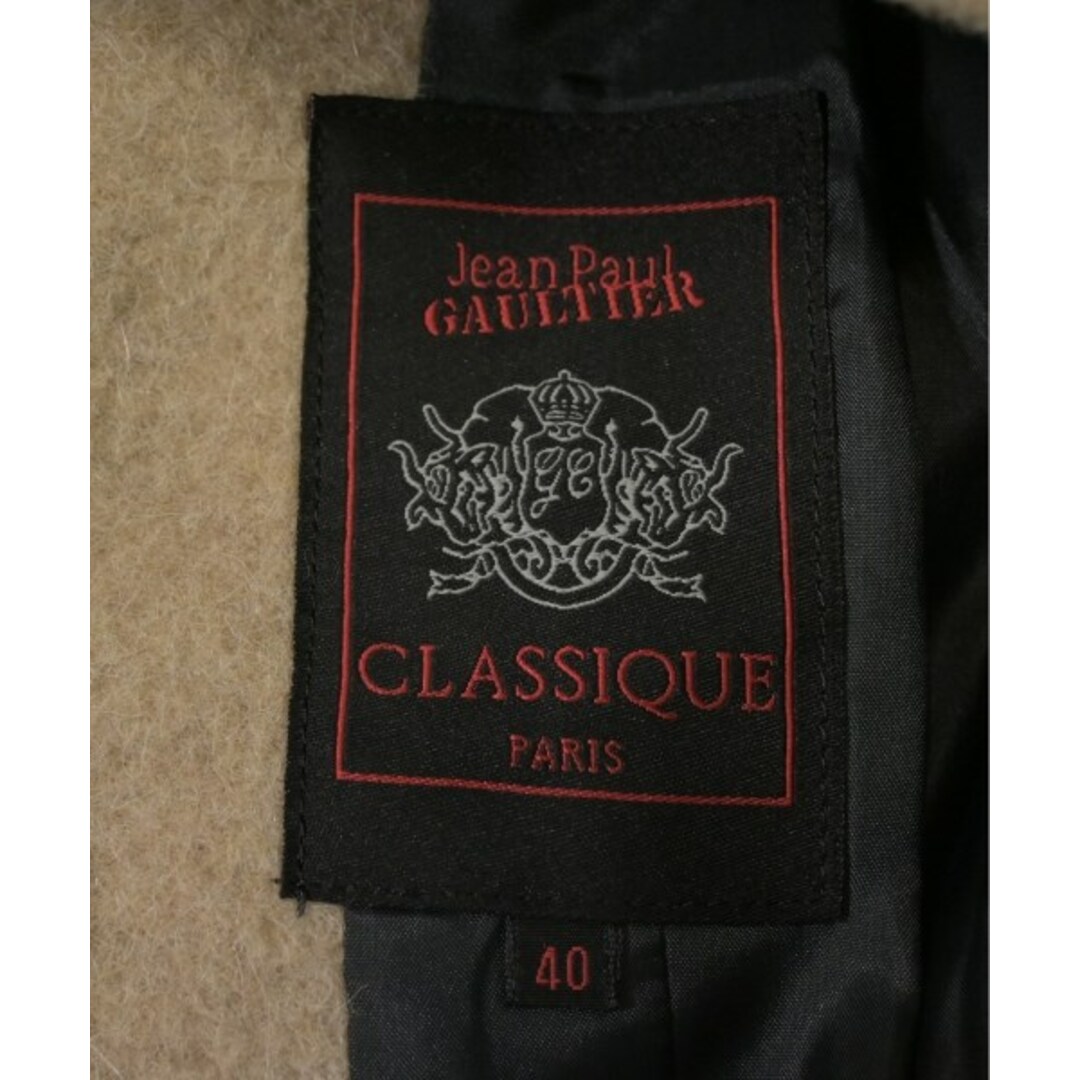 Jean Paul
GAULTIER
CLASSIQUE
PARIS
40